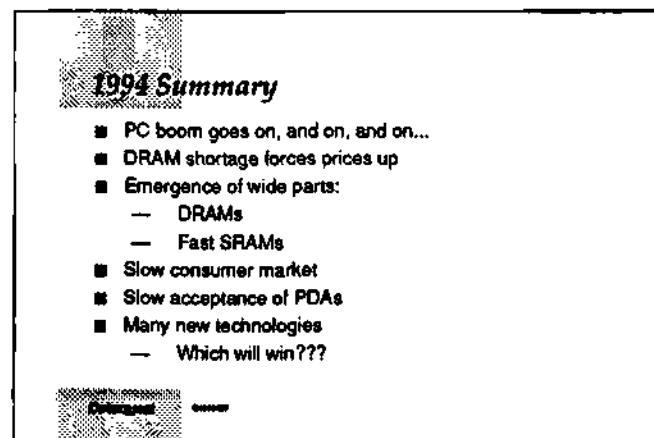 1994 Summary
■ PC boom goes on, and on, and on...
■ DRAM shortage forces prices up
■ Emergence of wide parts:
— DRAMs
— Fast SRAMs
■ Slow consumer market
■ Slow acceptance of PDAs
■ Many new technologies
— Which will win???
Dataquest